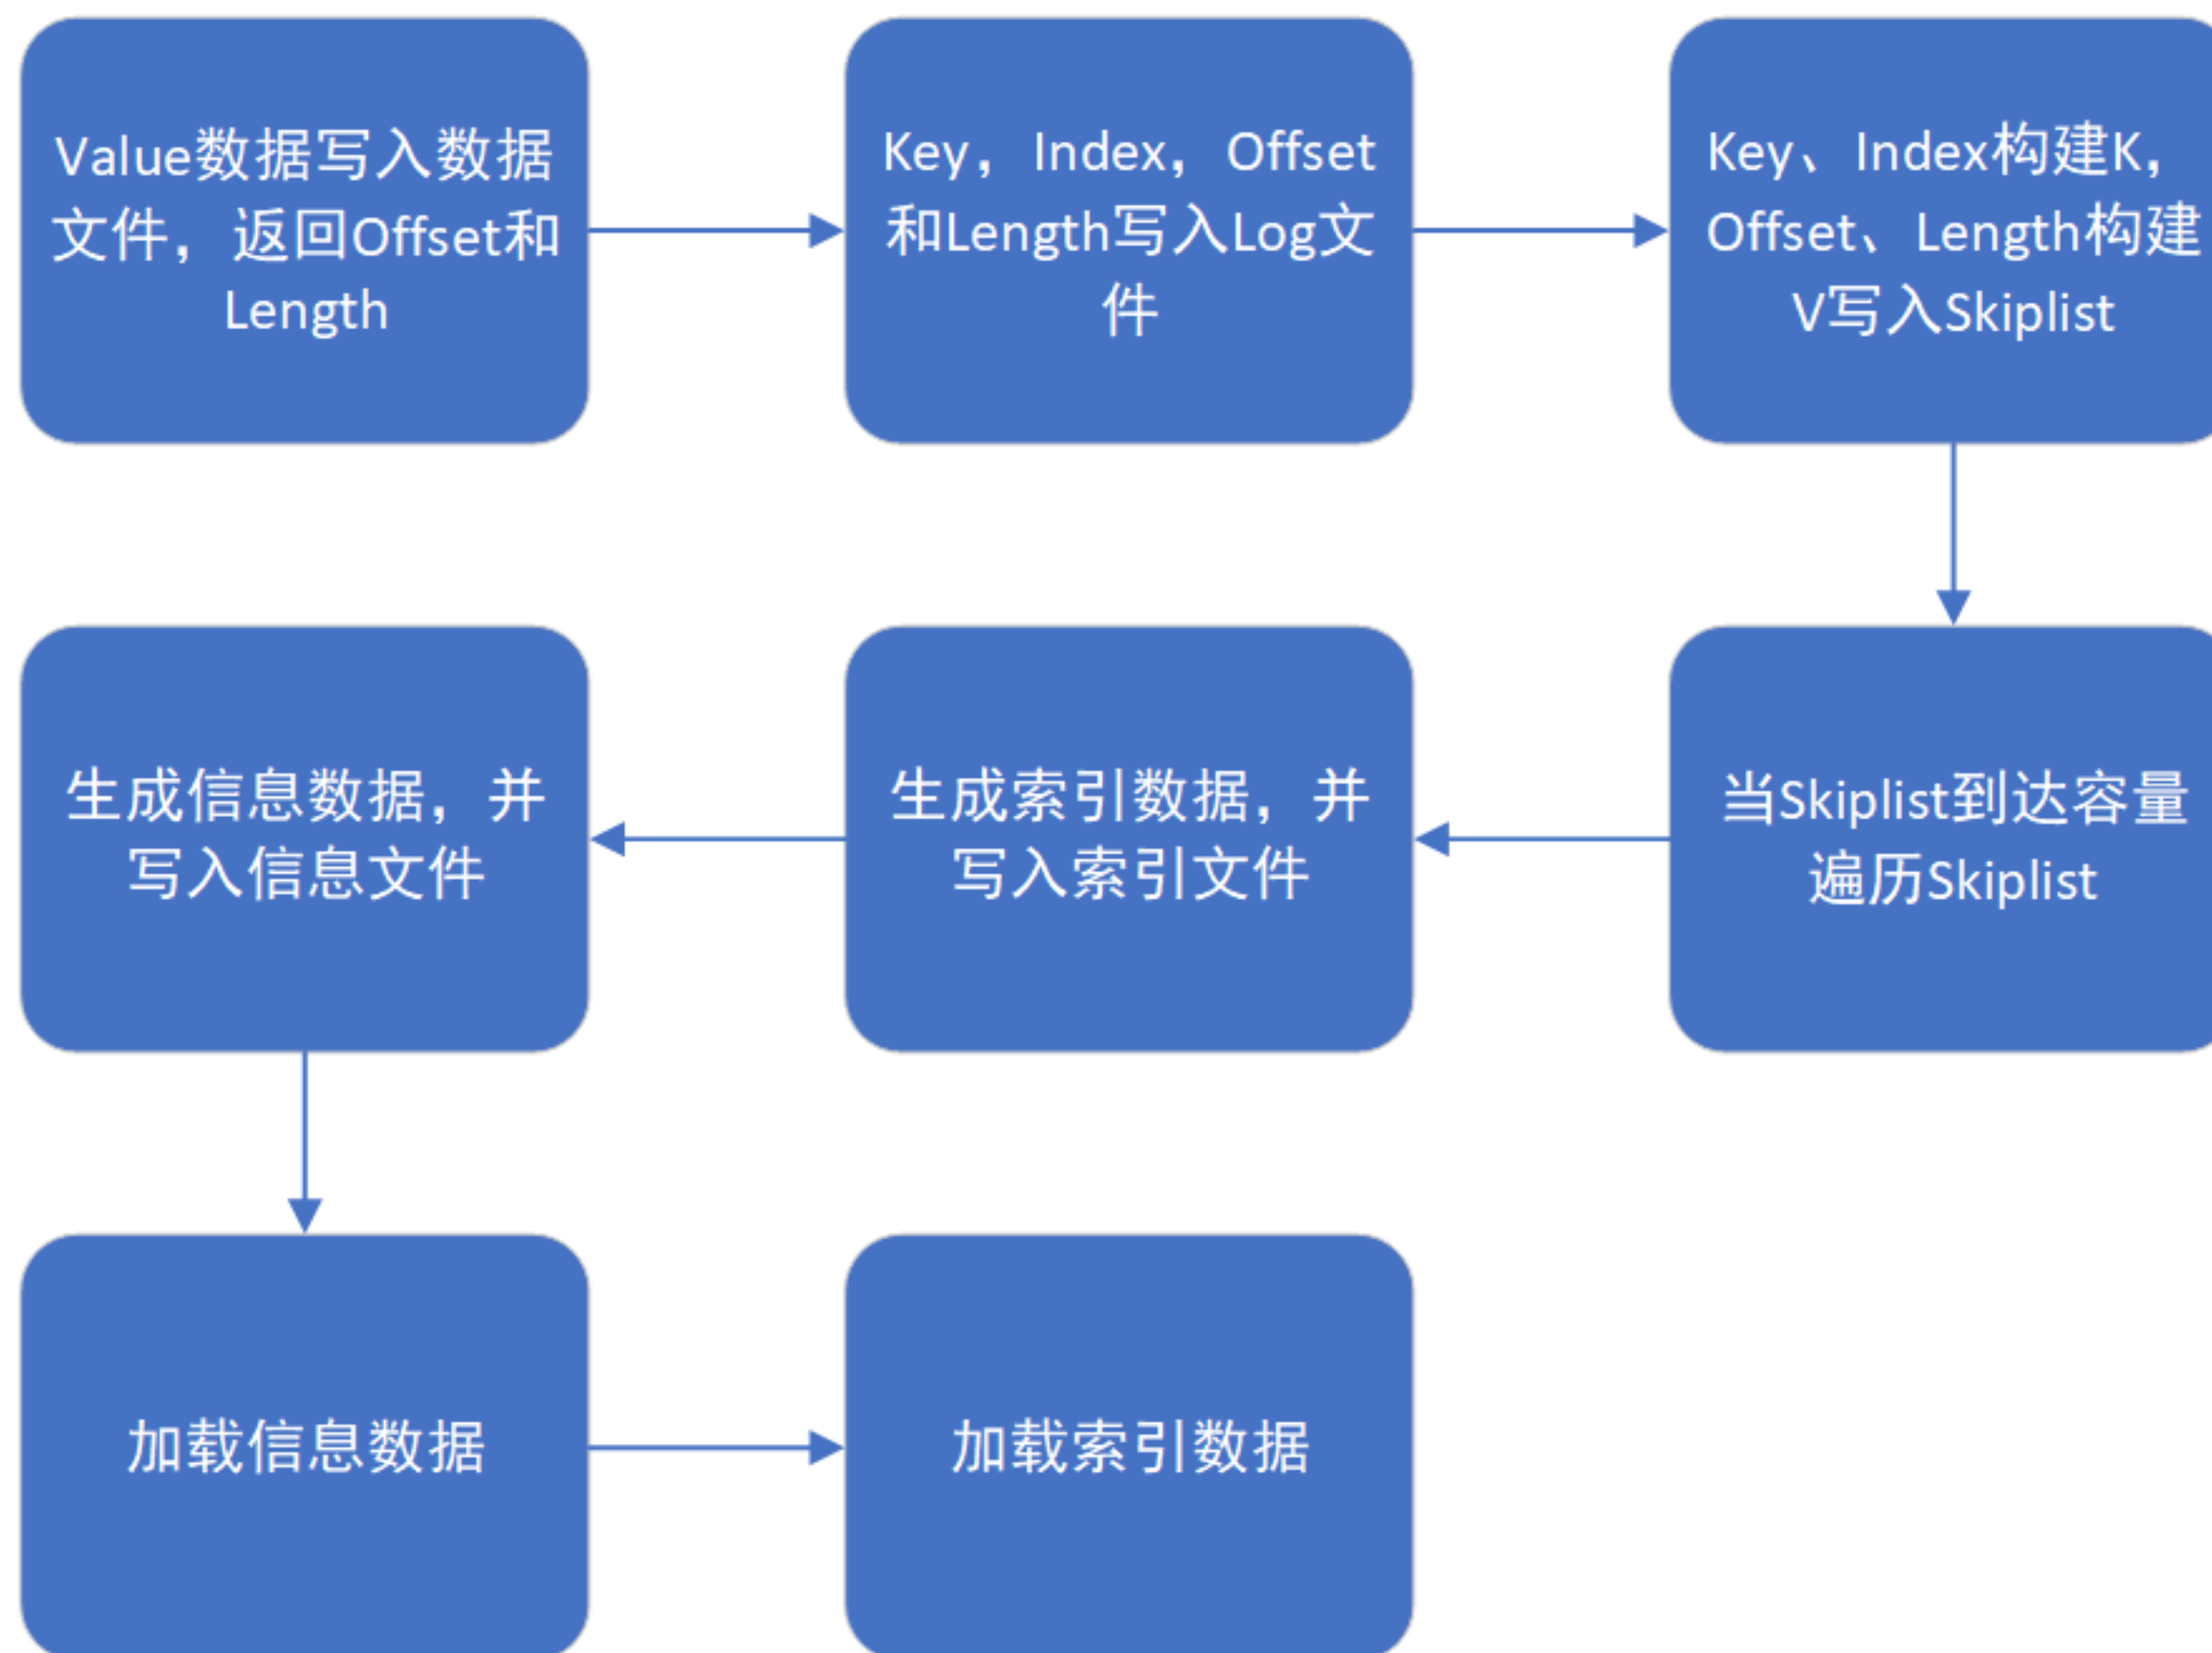 Value数据写入数据
文件，返回Offset和
Length
Key，Index，Offset
和Length写入Log文
件
Key、Index构建K，
Offset、Length构建
V写入Skiplist
当Skiplist到达容量
遍历Skiplist
生成索引数据，并
写入索引文件
生成信息数据，并
写入信息文件
加载信息数据
加载索引数据